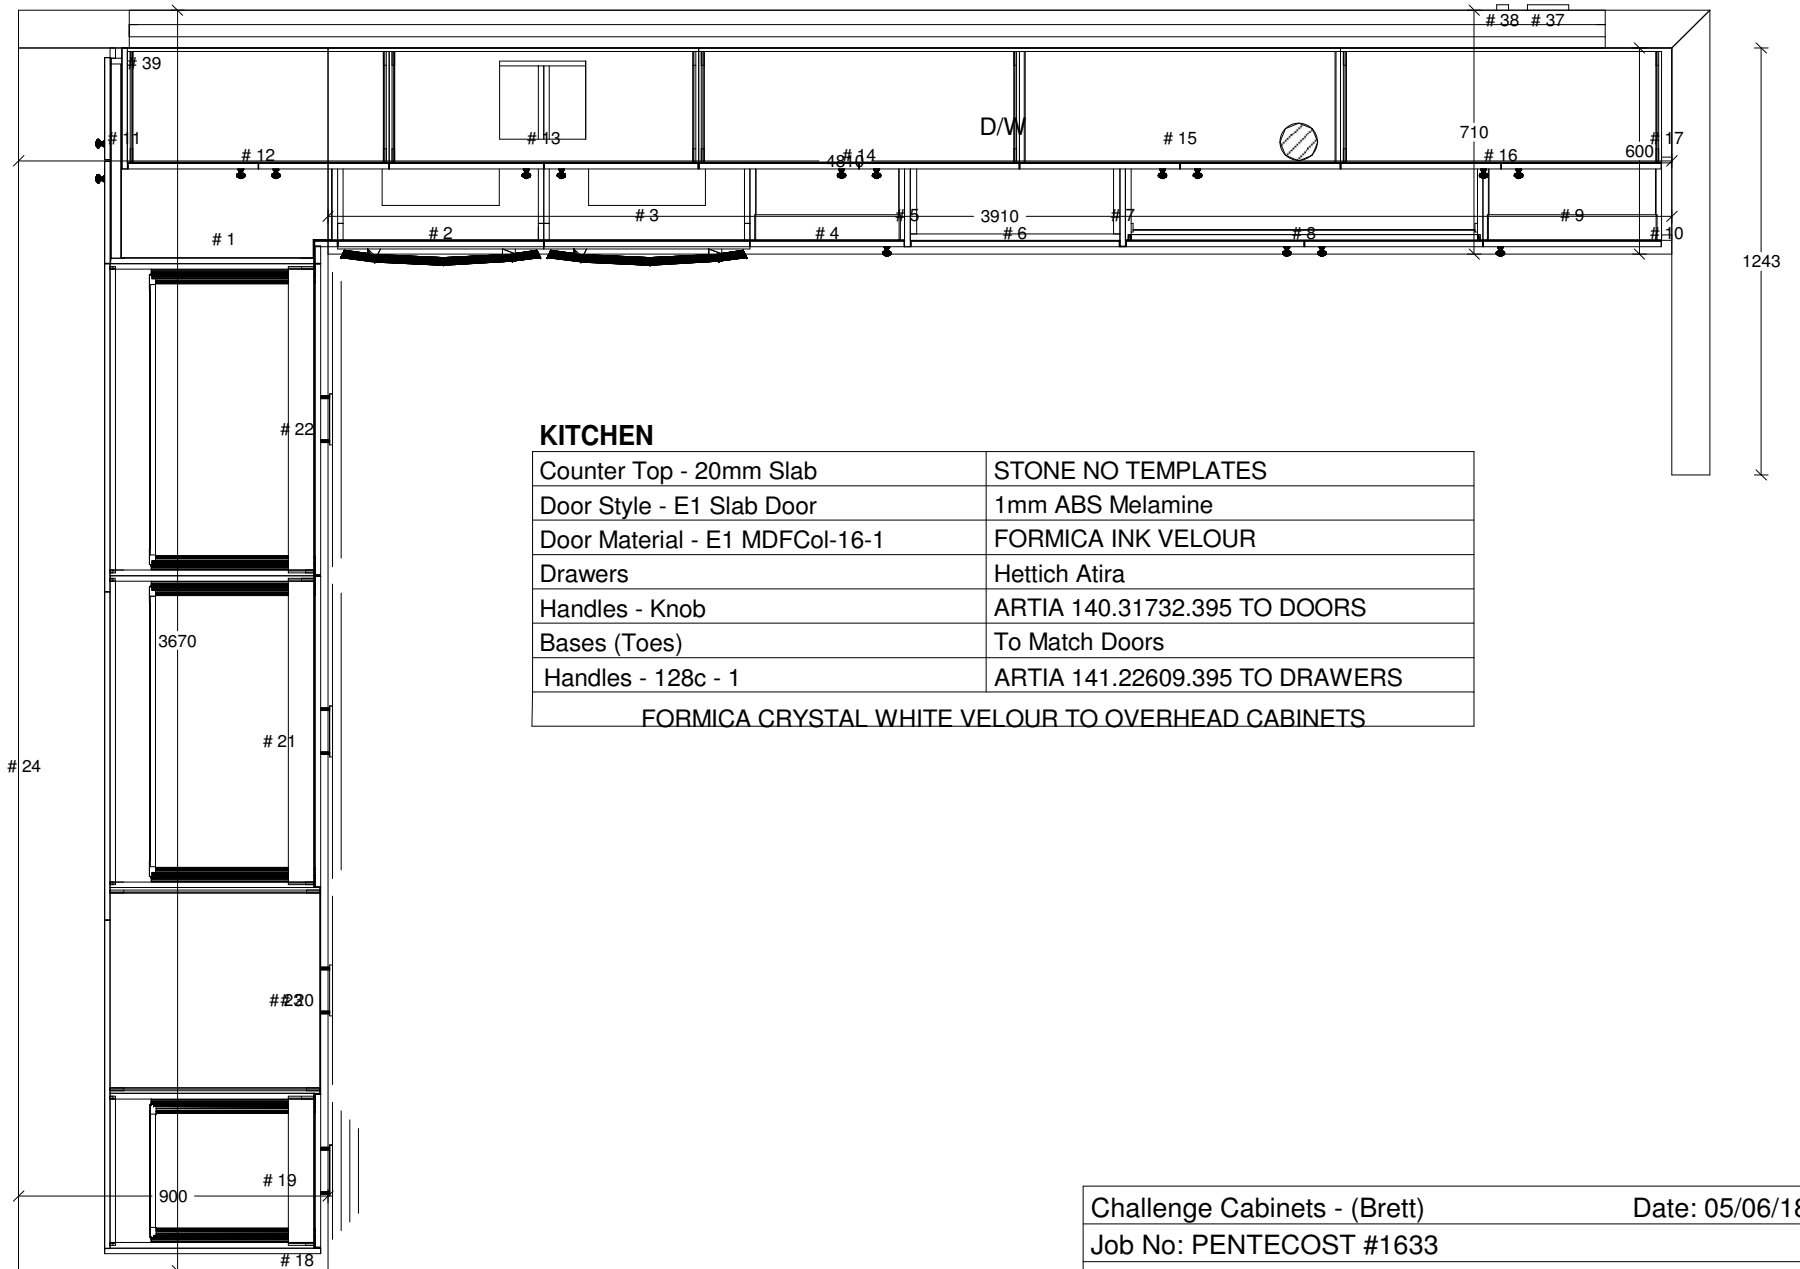 # 38 # 37
# 39
D/W
# 11
# 12
# 13
# 14
4810
# 15
710
# 16
600
# 17
# 1
# 2
# 3
# 4
# 5
3910
# 6
# 7
# 8
# 9
# 10
1243
# 22
KITCHEN
Counter Top - 20mm Slab STONE NO TEMPLATES
Door Style - E1 Slab Door 1mm ABS Melamine
Door Material - E1 MDFCol-16-1 FORMICA INK VELOUR
Drawers Hettich Atira
Handles - Knob ARTIA 140.31732.395 TO DOORS
Bases (Toes) To Match Doors
Handles - 128c - 1 ARTIA 141.22609.395 TO DRAWERS
FORMICA CRYSTAL WHITE VELOUR TO OVERHEAD CABINETS
3670
# 21
# 24
# 19
900
# 18
Challenge Cabinets - (Brett) Date: 05/06/18
Job No: PENTECOST #1633